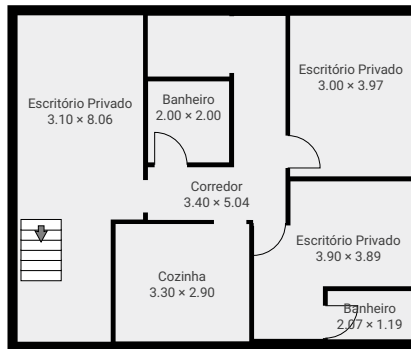 Escritório Privado
3.10 × 8.06
Banheiro
2.00 × 2.00
Escritório Privado
3.00 × 3.97
Corredor
3.40 × 5.04
Escritório Privado
3.90 × 3.89
Cozinha
3.30 × 2.90
Banheiro
2.07 × 1.19